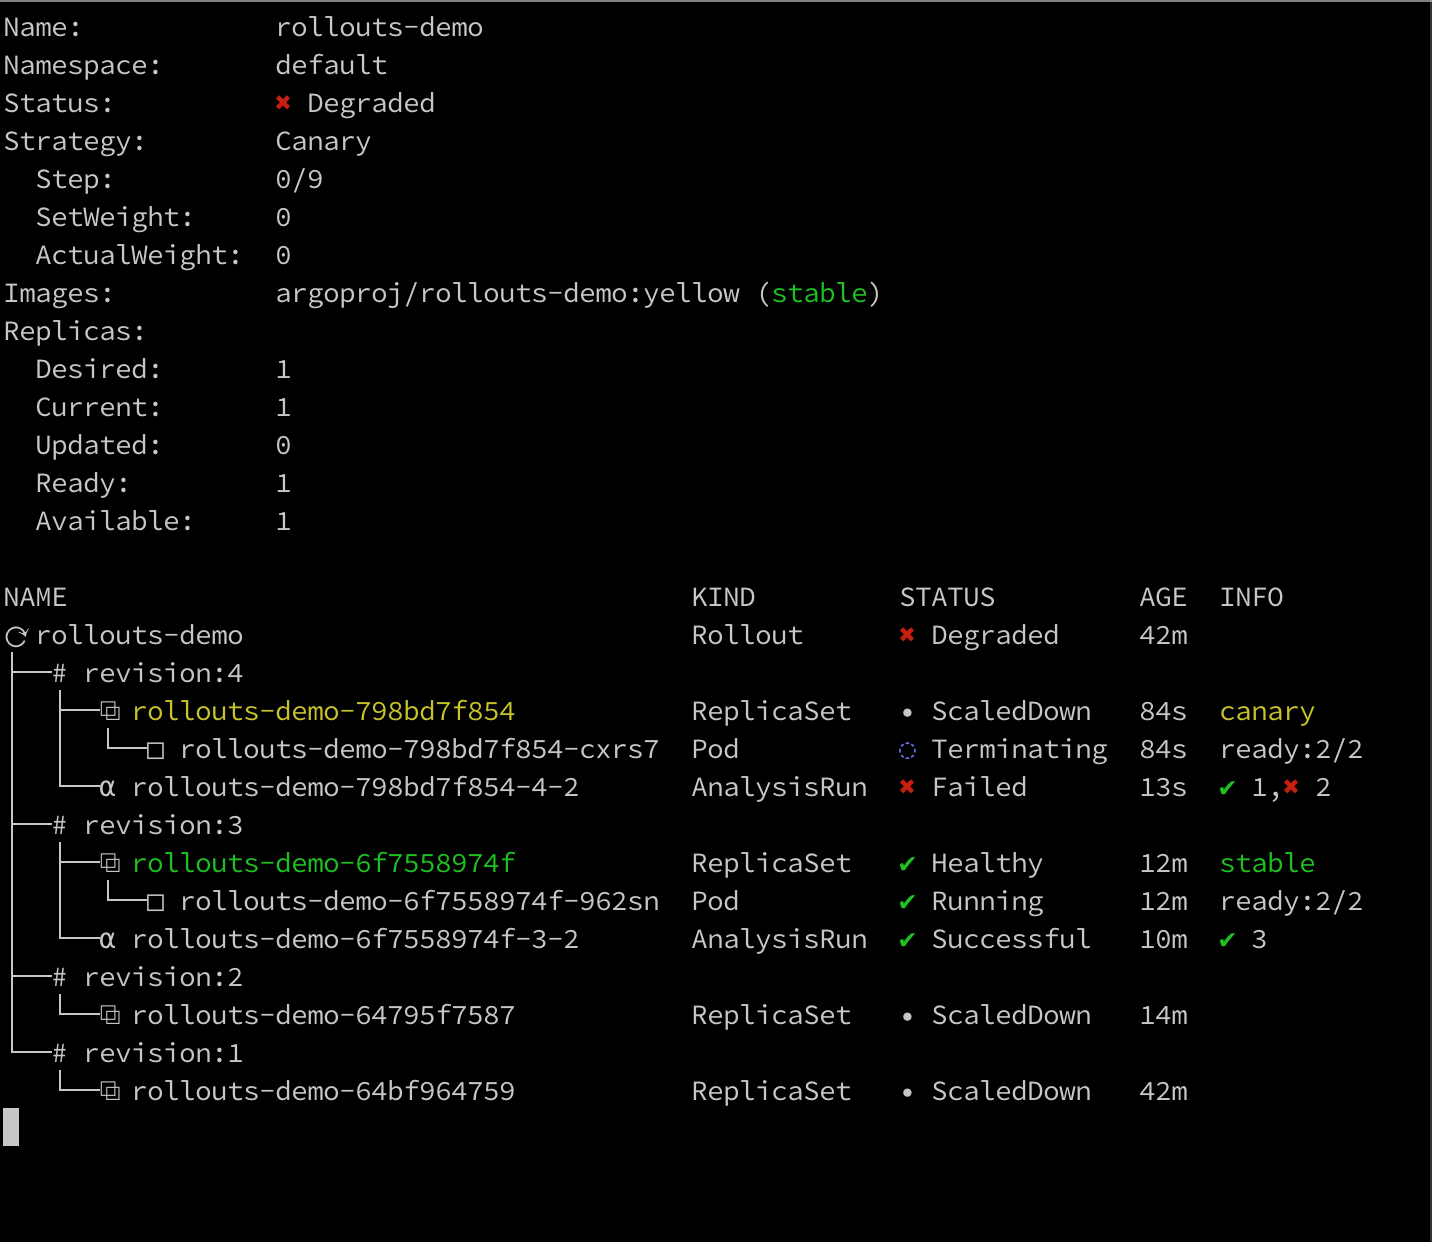 Name:            rollouts-demo
Namespace:       default
Status:          ✖ Degraded
Strategy:        Canary
  Step:          0/9
  SetWeight:     0
  ActualWeight:  0
Images:          argoproj/rollouts-demo:yellow (stable)
Replicas:
  Desired:       1
  Current:       1
  Updated:       0
  Ready:         1
  Available:     1

NAME                                       KIND         STATUS         AGE  INFO
⟳ rollouts-demo                            Rollout      ✖ Degraded     42m
├──# revision:4
│  ├──⧉ rollouts-demo-798bd7f854           ReplicaSet   • ScaledDown   84s  canary
│  │  └──□ rollouts-demo-798bd7f854-cxrs7  Pod          ◌ Terminating  84s  ready:2/2
│  └──α rollouts-demo-798bd7f854-4-2       AnalysisRun  ✖ Failed       13s  ✔ 1,✖ 2
├──# revision:3
│  ├──⧉ rollouts-demo-6f7558974f           ReplicaSet   ✔ Healthy      12m  stable
│  │  └──□ rollouts-demo-6f7558974f-962sn  Pod          ✔ Running      12m  ready:2/2
│  └──α rollouts-demo-6f7558974f-3-2       AnalysisRun  ✔ Successful   10m  ✔ 3
├──# revision:2
│  └──⧉ rollouts-demo-64795f7587           ReplicaSet   • ScaledDown   14m
└──# revision:1
   └──⧉ rollouts-demo-64bf964759           ReplicaSet   • ScaledDown   42m